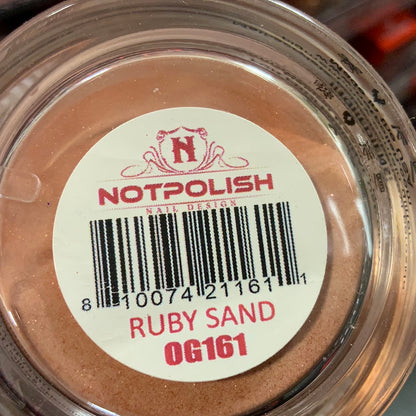 N
NOTPOLISH
NAIL DESIGN
8 10074 21161 1
RUBY SAND
OG161